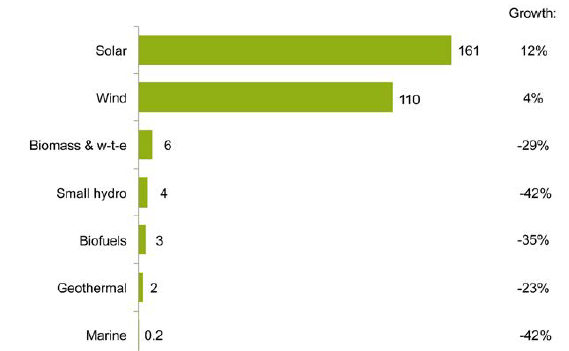 Growth:
Solar 161 12%
Wind 110 4%
Biomass & w-t-e 6 -29%
Small hydro 4 -42%
Biofuels 3 -35%
Geothermal 2 -23%
Marine 0.2 -42%